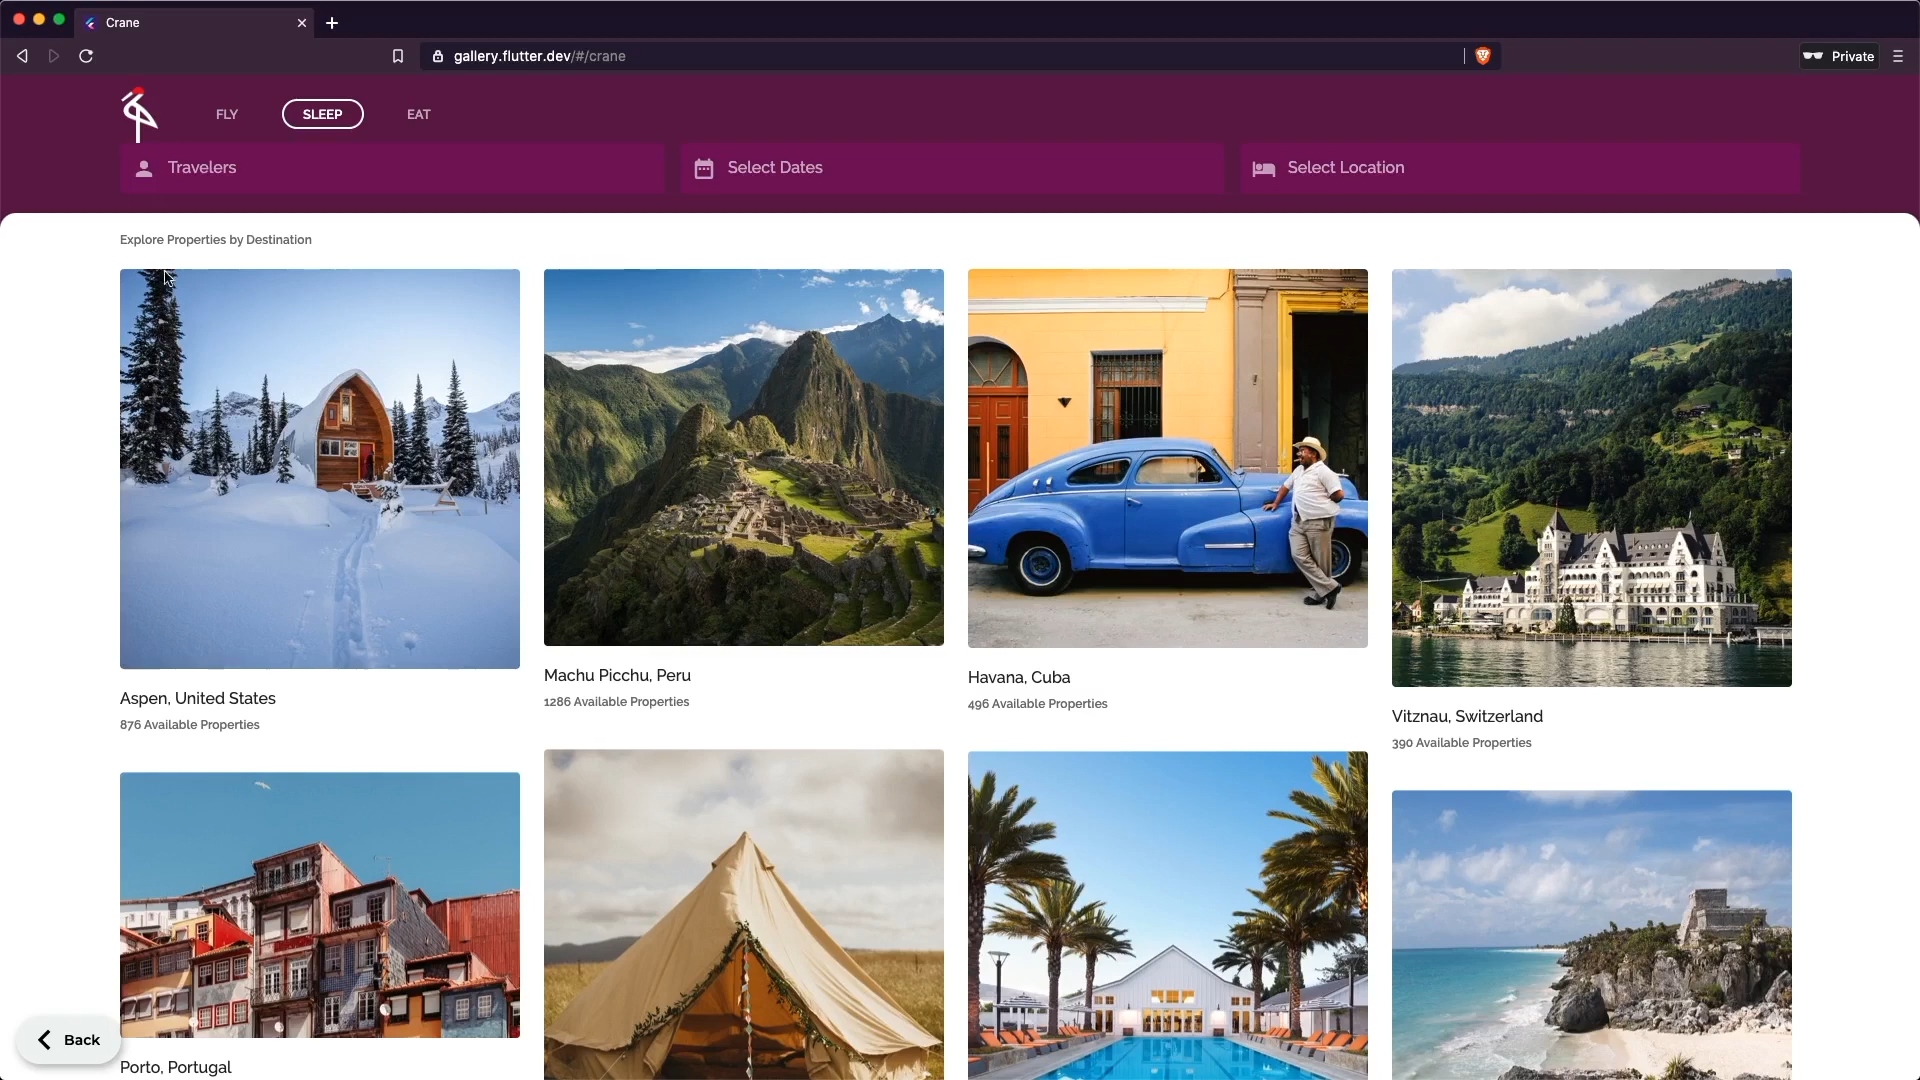 Crane
gallery.flutter.dev/#/crane
Private
FLY
SLEEP
EAT
Travelers
Select Dates
Select Location
Explore Properties by Destination
Aspen, United States
876 Available Properties
Machu Picchu, Peru
1286 Available Properties
Havana, Cuba
496 Available Properties
Vitznau, Switzerland
390 Available Properties
Back
Porto, Portugal